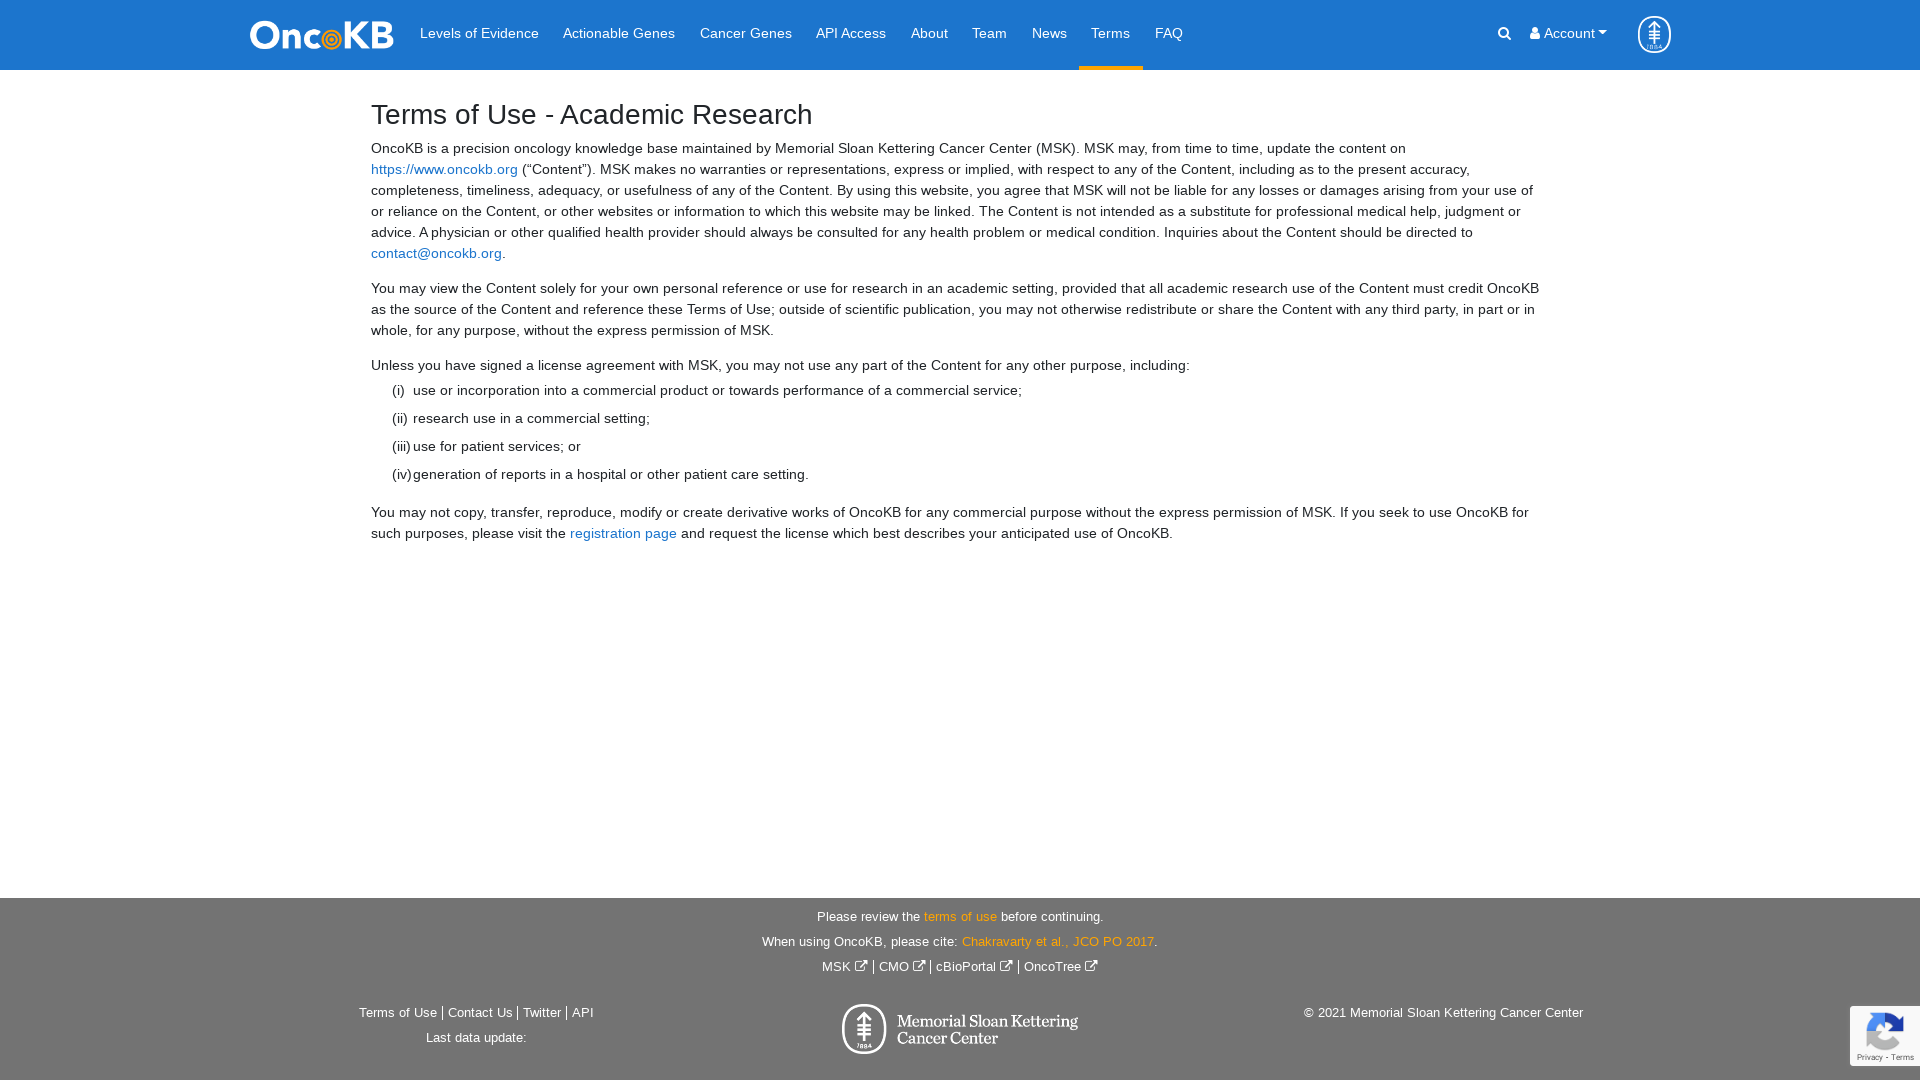 OncoKB Levels of Evidence Actionable Genes Cancer Genes API Access About Team News Terms FAQ Account 1884
Terms of Use - Academic Research
OncoKB is a precision oncology knowledge base maintained by Memorial Sloan Kettering Cancer Center (MSK). MSK may, from time to time, update the content on
https://www.oncokb.org (“Content”). MSK makes no warranties or representations, express or implied, with respect to any of the Content, including as to the present accuracy,
completeness, timeliness, adequacy, or usefulness of any of the Content. By using this website, you agree that MSK will not be liable for any losses or damages arising from your use of
or reliance on the Content, or other websites or information to which this website may be linked. The Content is not intended as a substitute for professional medical help, judgment or
advice. A physician or other qualified health provider should always be consulted for any health problem or medical condition. Inquiries about the Content should be directed to
contact@oncokb.org.
You may view the Content solely for your own personal reference or use for research in an academic setting, provided that all academic research use of the Content must credit OncoKB
as the source of the Content and reference these Terms of Use; outside of scientific publication, you may not otherwise redistribute or share the Content with any third party, in part or in
whole, for any purpose, without the express permission of MSK.
Unless you have signed a license agreement with MSK, you may not use any part of the Content for any other purpose, including:
(i) use or incorporation into a commercial product or towards performance of a commercial service;
(ii) research use in a commercial setting;
(iii) use for patient services; or
(iv) generation of reports in a hospital or other patient care setting.
You may not copy, transfer, reproduce, modify or create derivative works of OncoKB for any commercial purpose without the express permission of MSK. If you seek to use OncoKB for
such purposes, please visit the registration page and request the license which best describes your anticipated use of OncoKB.
Please review the terms of use before continuing.
When using OncoKB, please cite: Chakravarty et al., JCO PO 2017.
MSK | CMO | cBioPortal | OncoTree
Terms of Use | Contact Us | Twitter | API
Last data update:
1884 Memorial Sloan Kettering
Cancer Center
© 2021 Memorial Sloan Kettering Cancer Center
Privacy - Terms